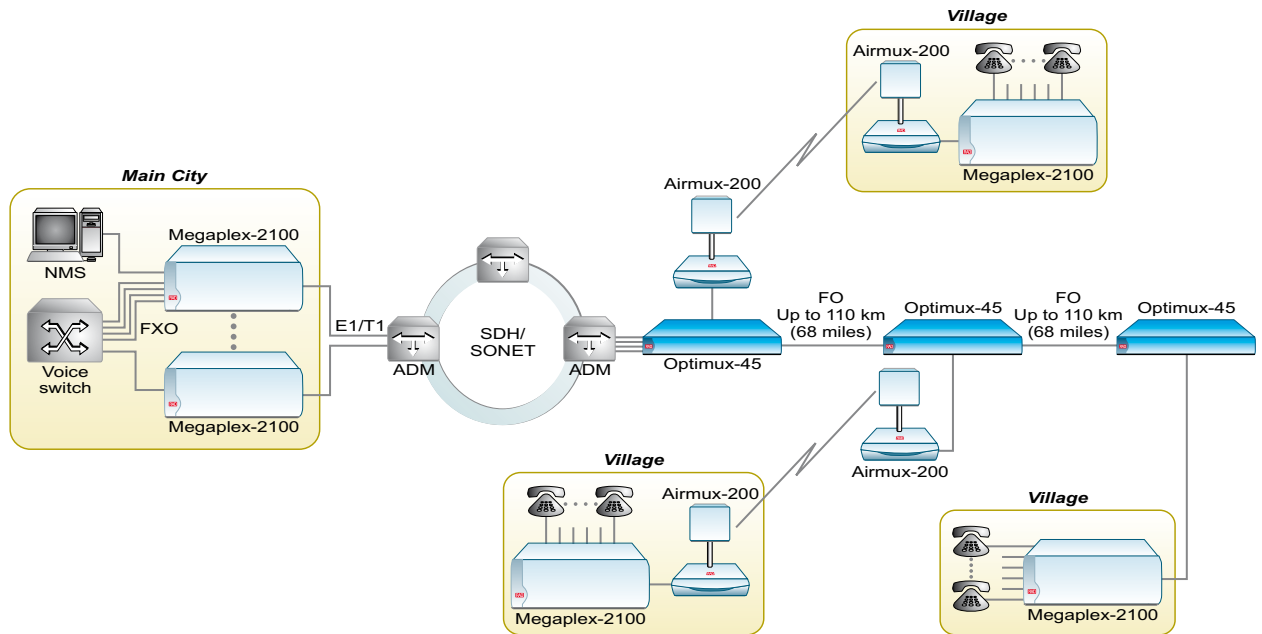 Village
Airmux-200
Megaplex-2100
Main City
Megaplex-2100
NMS
FXO
Voice
switch
Megaplex-2100
E1/T1
ADM
SDH/
SONET
ADM
Airmux-200
Optimux-45
FO
Up to 110 km
(68 miles)
Optimux-45
FO
Up to 110 km
(68 miles)
Optimux-45
Airmux-200
Village
Airmux-200
Megaplex-2100
Village
Megaplex-2100